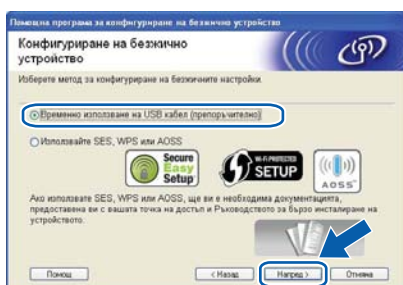 Помощна програма за конфигуриране на безжично устройство
Конфигуриране на безжично
устройство
Изберете метод за конфигуриране на безжичните настройки.
Временно използване на USB кабел (препоръчително)
Използвайте SES, WPS или AOSS
Secure
Easy
Setup
WI-FI PROTECTED
SETUP
AOSS
Ако използвате SES, WPS или AOSS, ще ви е необходима документацията,
предоставена ви с вашата точка на достъп и Ръководството за бързо инсталиране на
устройството.
Помощ
< Назад
Напред >
Отмяна